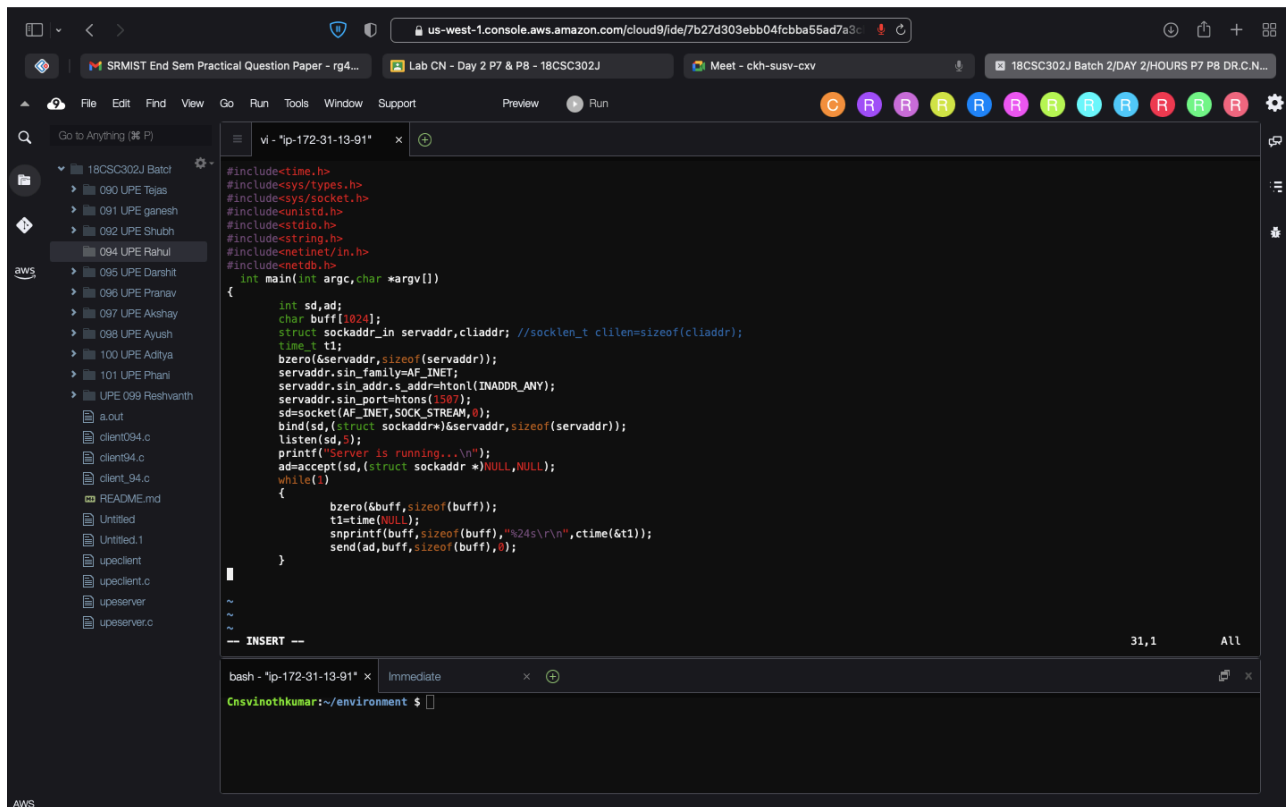 us-west-1.console.aws.amazon.com/cloud9/ide/7b27d303ebb04fcbba55ad7a3c
SRMIST End Sem Practical Question Paper - rg4...
Lab CN - Day 2 P7 & P8 - 18CSC302J
Meet - ckh-susv-cxv
18CSC302J Batch 2/DAY 2/HOURS P7 P8 DR.C.N...
9 File Edit Find View Go Run Tools Window Support Preview Run
C R R R R R R R R R R R
Go to Anything (⌘ P)
vi - "ip-172-31-13-91"
18CSC302J Batch
090 UPE Tejas
091 UPE ganesh
092 UPE Shubh
094 UPE Rahul
095 UPE Darshit
096 UPE Pranav
097 UPE Akshay
098 UPE Ayush
100 UPE Aditya
101 UPE Phani
UPE 099 Reshvanth
a.out
client094.c
client94.c
client_94.c
README.md
Untitled
Untitled.1
upeclient
upeclient.c
upeserver
upeserver.c
aws
#include<time.h>
#include<sys/types.h>
#include<sys/socket.h>
#include<unistd.h>
#include<stdio.h>
#include<string.h>
#include<netinet/in.h>
#include<netdb.h>
int main(int argc,char *argv[])
{
int sd,ad;
char buff[1024];
struct sockaddr_in servaddr,cliaddr; //socklen_t clilen=sizeof(cliaddr);
time_t t1;
bzero(&servaddr,sizeof(servaddr));
servaddr.sin_family=AF_INET;
servaddr.sin_addr.s_addr=htonl(INADDR_ANY);
servaddr.sin_port=htons(1507);
sd=socket(AF_INET,SOCK_STREAM,0);
bind(sd,(struct sockaddr*)&servaddr,sizeof(servaddr));
listen(sd,5);
printf("Server is running...\n");
ad=accept(sd,(struct sockaddr *)NULL,NULL);
while(1)
{
bzero(&buff,sizeof(buff));
t1=time(NULL);
snprintf(buff,sizeof(buff),"%24s\r\n",ctime(&t1));
send(ad,buff,sizeof(buff),0);
}
~
~
~
-- INSERT -- 31,1 All
bash - "ip-172-31-13-91" Immediate
Cnsvinothkumar:~/environment $
AWS